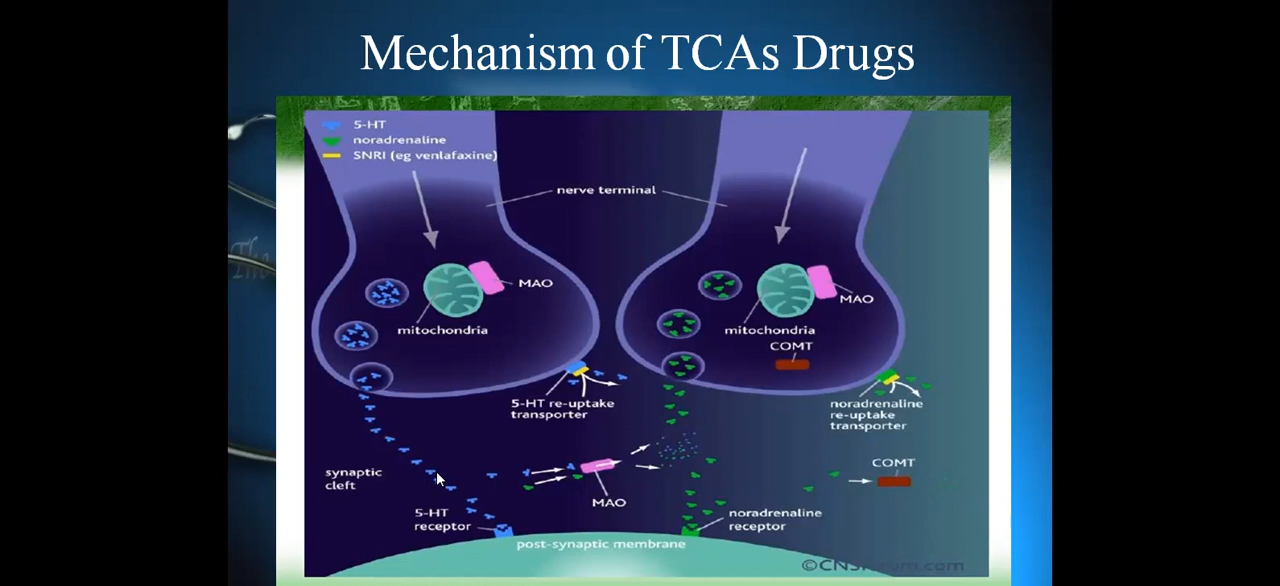 Mechanism of TCAs Drugs
5-HT
noradrenaline
SNRI (eg venlafaxine)
nerve terminal
MAO
mitochondria
MAO
mitochondria
COMT
5-HT re-uptake
transporter
noradrenaline
re-uptake
transporter
synaptic
cleft
MAO
COMT
5-HT
receptor
noradrenaline
receptor
post-synaptic membrane
The